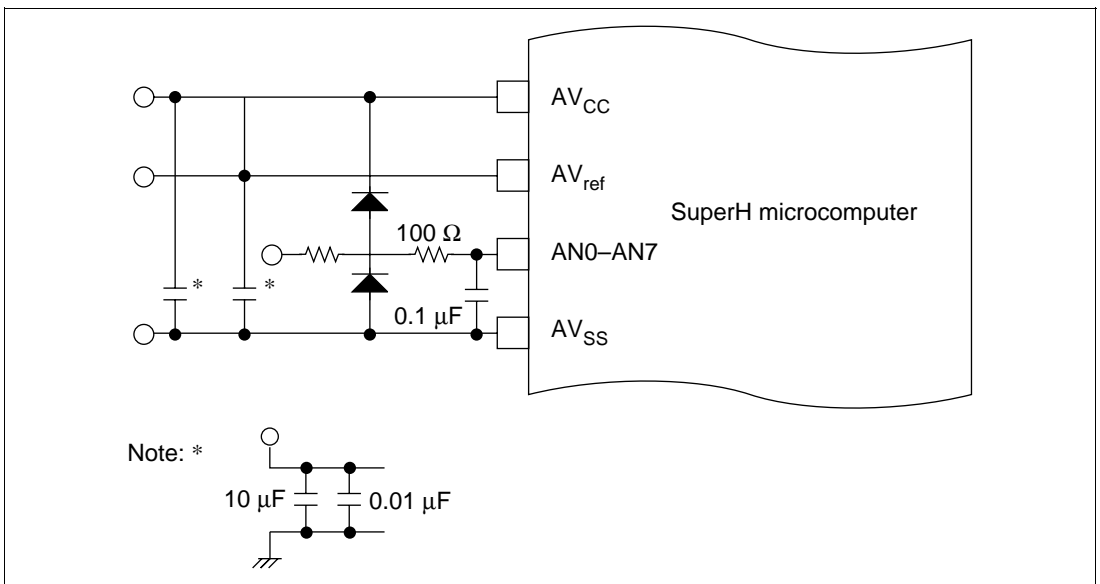 AVCC
AVref
SuperH microcomputer
100 Ω
AN0–AN7
* *
0.1 μF
AVSS
Note: *
10 μF 0.01 μF